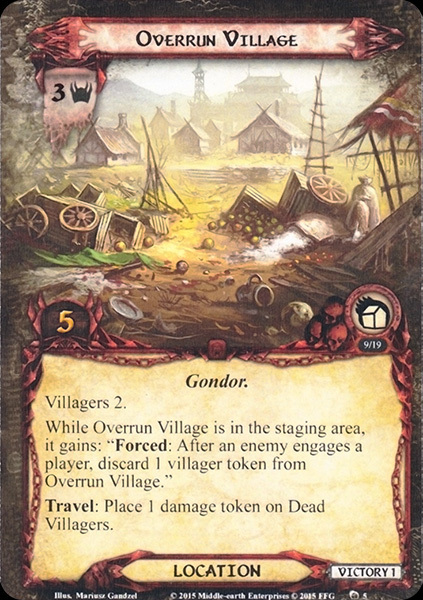 OVERRUN VILLAGE
3
5
9/19
Gondor.
Villagers 2.
While Overrun Village is in the staging area,
it gains: “Forced: After an enemy engages a
player, discard 1 villager token from
Overrun Village.”
Travel: Place 1 damage token on Dead
Villagers.
LOCATION
VICTORY 1
Illus. Mariusz Gandzel
© 2015 Middle-earth Enterprises © 2015 FFG
5